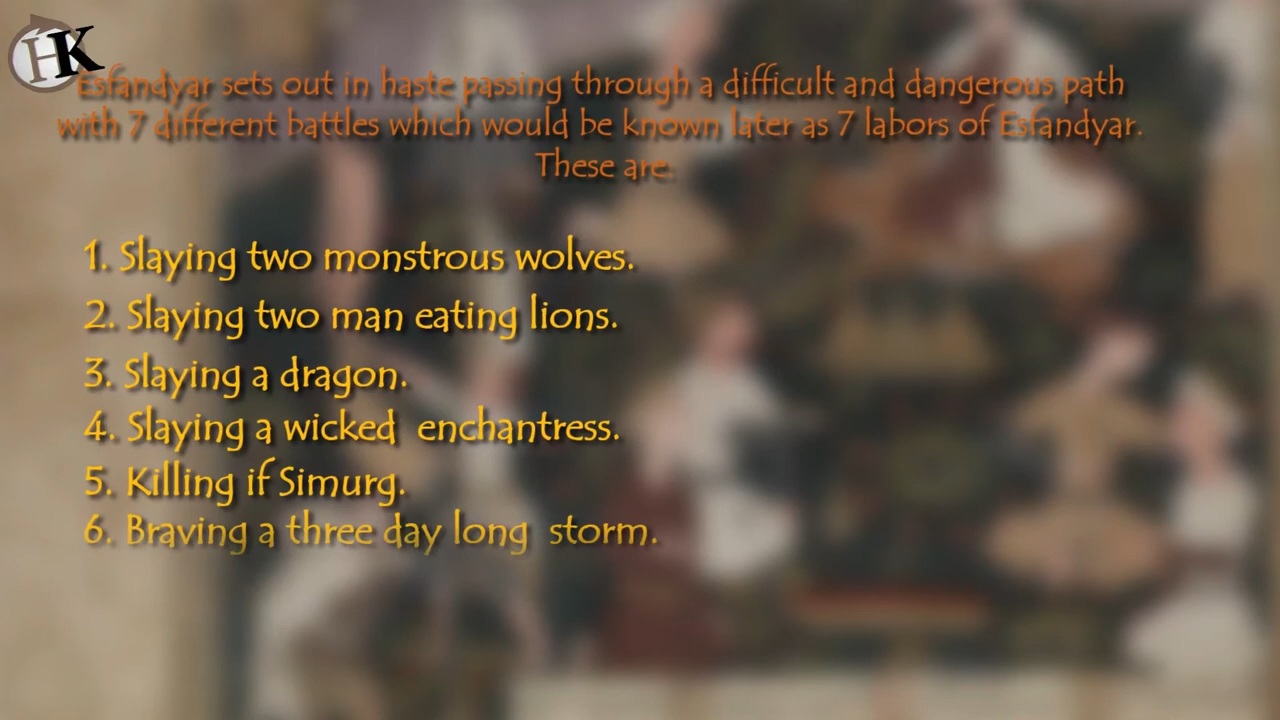 HK
Esfandyar sets out in haste passing through a difficult and dangerous path
with 7 different battles which would be known later as 7 labors of Esfandyar.
These are:
1. Slaying two monstrous wolves.
2. Slaying two man eating lions.
3. Slaying a dragon.
4. Slaying a wicked enchantress.
5. Killing if Simurg.
6. Braving a three day long storm.